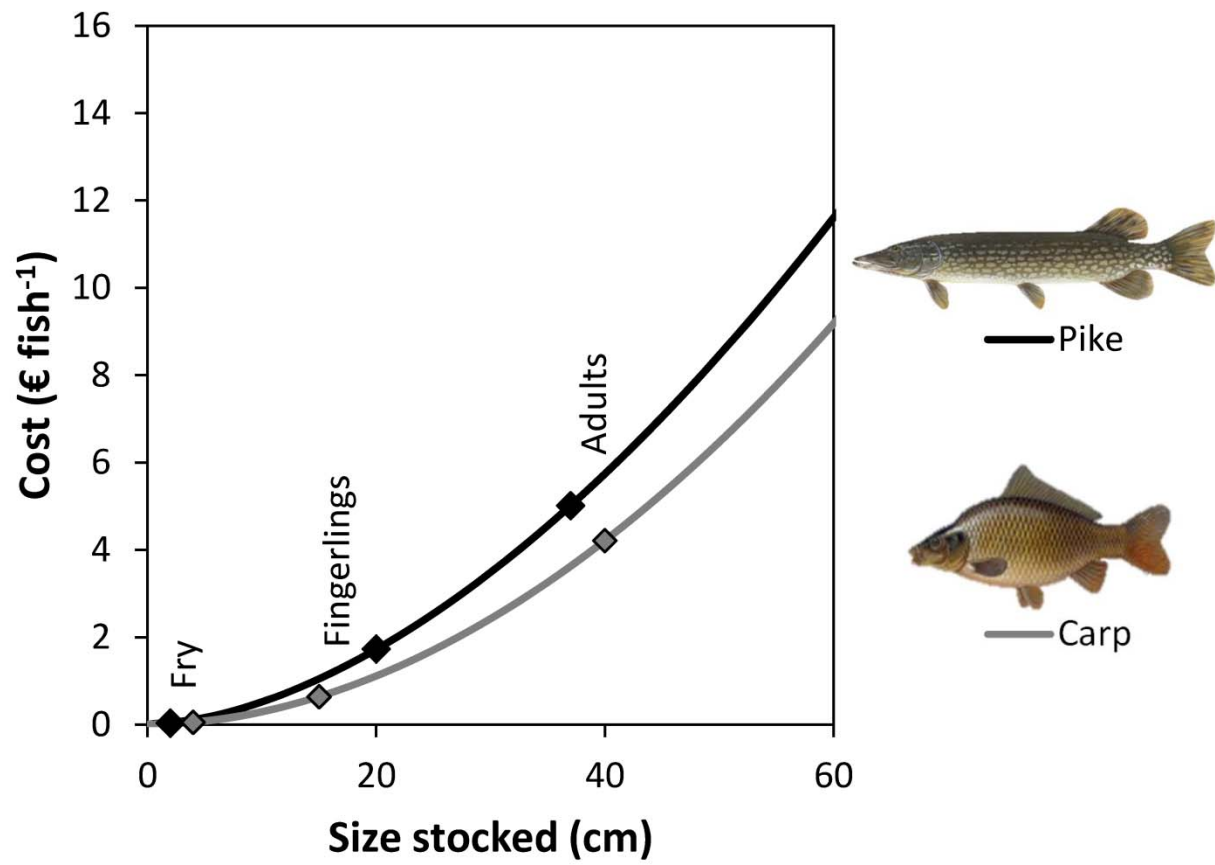 16
14
12
10
8
6
4
2
0
Cost (€ fish⁻¹)
Fry
Fingerlings
Adults
0 20 40 60
Size stocked (cm)
Pike
Carp